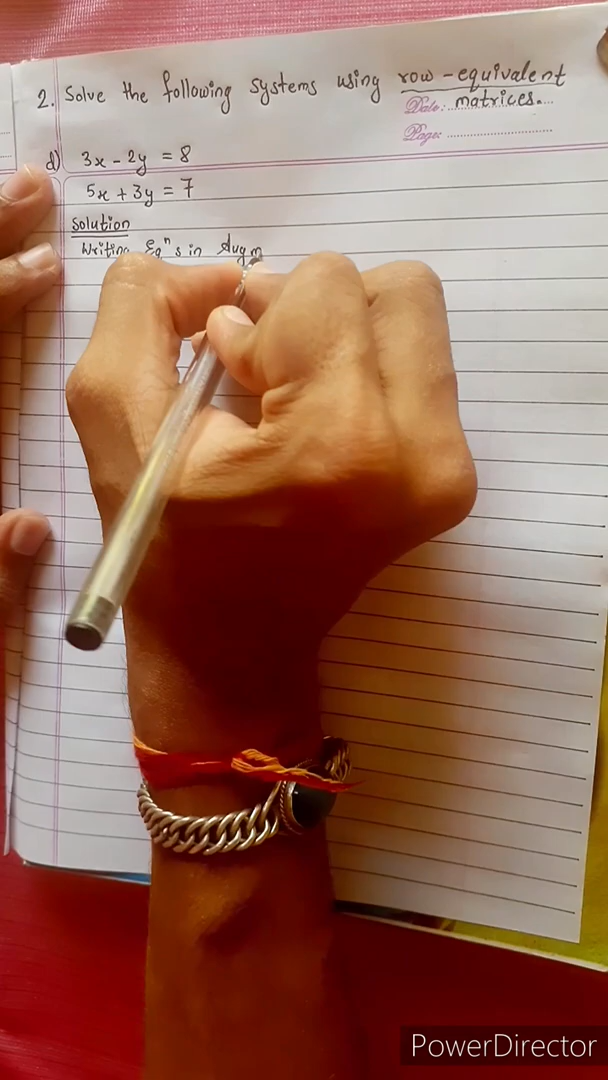 2. Solve the following systems using row-equivalent
Date: matrices.
Page:
d) 3x - 2y = 8
5x + 3y = 7
Solution
Writing Eqⁿs in Augm
PowerDirector